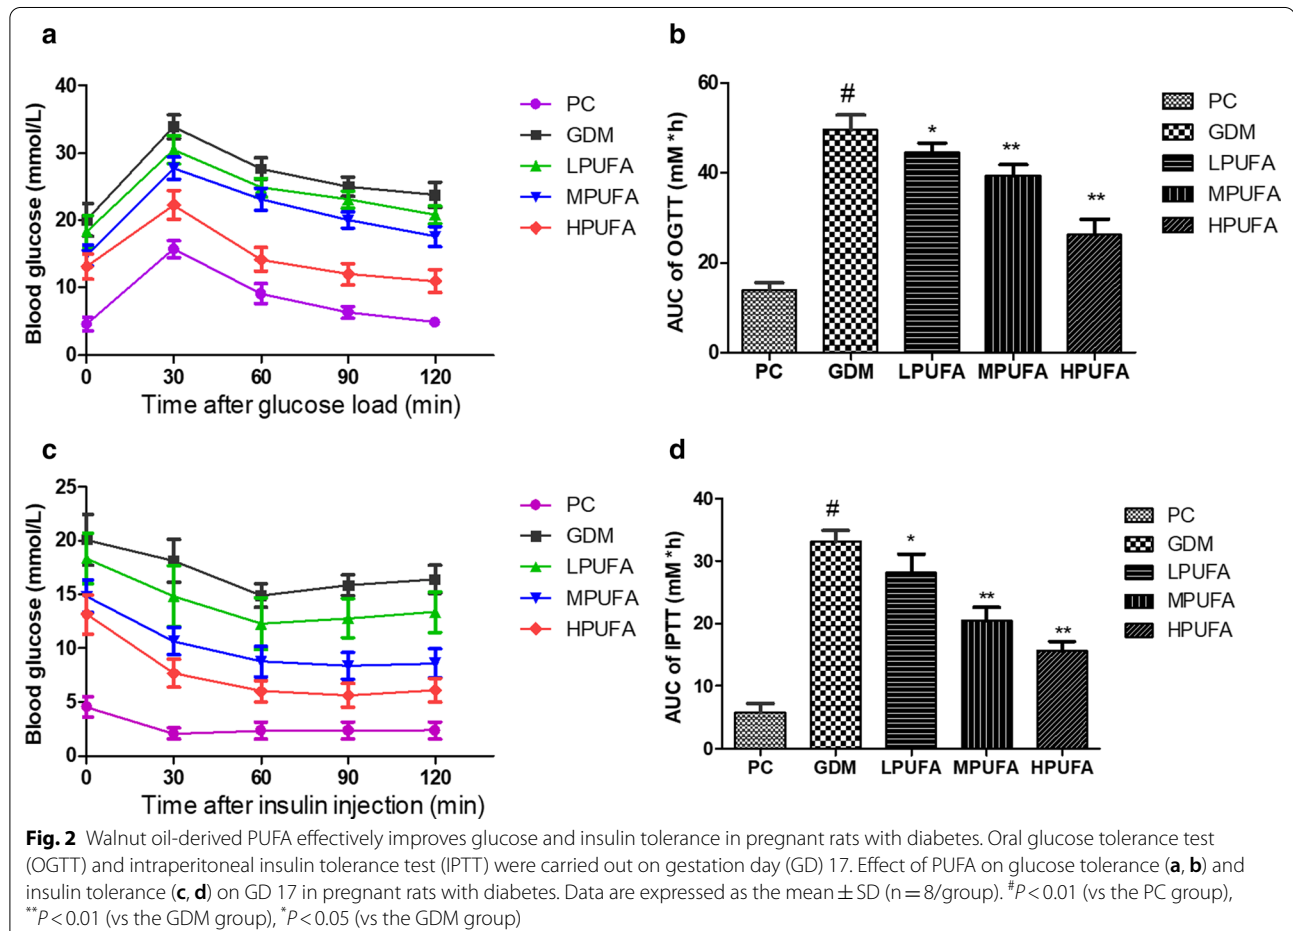 a
Blood glucose (mmol/L)
40
30
20
10
0
0 30 60 90 120
Time after glucose load (min)
PC
GDM
LPUFA
MPUFA
HPUFA
b
AUC of OGTT (mM *h)
60
40
20
0
#
*
**
**
PC GDM LPUFA MPUFA HPUFA
PC
GDM
LPUFA
MPUFA
HPUFA
c
Blood glucose (mmol/L)
25
20
15
10
5
0
0 30 60 90 120
Time after insulin injection (min)
PC
GDM
LPUFA
MPUFA
HPUFA
d
AUC of IPTT (mM *h)
40
30
20
10
0
#
*
**
**
PC GDM LPUFA MPUFA HPUFA
PC
GDM
LPUFA
MPUFA
HPUFA
Fig. 2 Walnut oil-derived PUFA effectively improves glucose and insulin tolerance in pregnant rats with diabetes. Oral glucose tolerance test
(OGTT) and intraperitoneal insulin tolerance test (IPTT) were carried out on gestation day (GD) 17. Effect of PUFA on glucose tolerance (a, b) and
insulin tolerance (c, d) on GD 17 in pregnant rats with diabetes. Data are expressed as the mean ± SD (n = 8/group). #P < 0.01 (vs the PC group),
**P < 0.01 (vs the GDM group), *P < 0.05 (vs the GDM group)